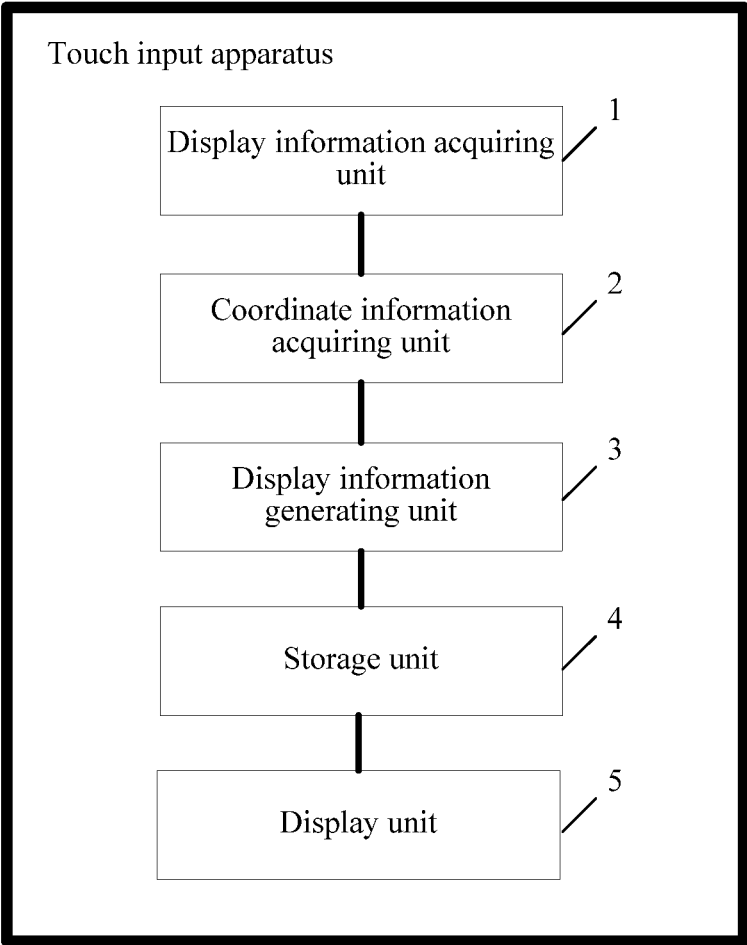 Touch input apparatus
1
Display information acquiring
unit
2
Coordinate information
acquiring unit
3
Display information
generating unit
4
Storage unit
5
Display unit